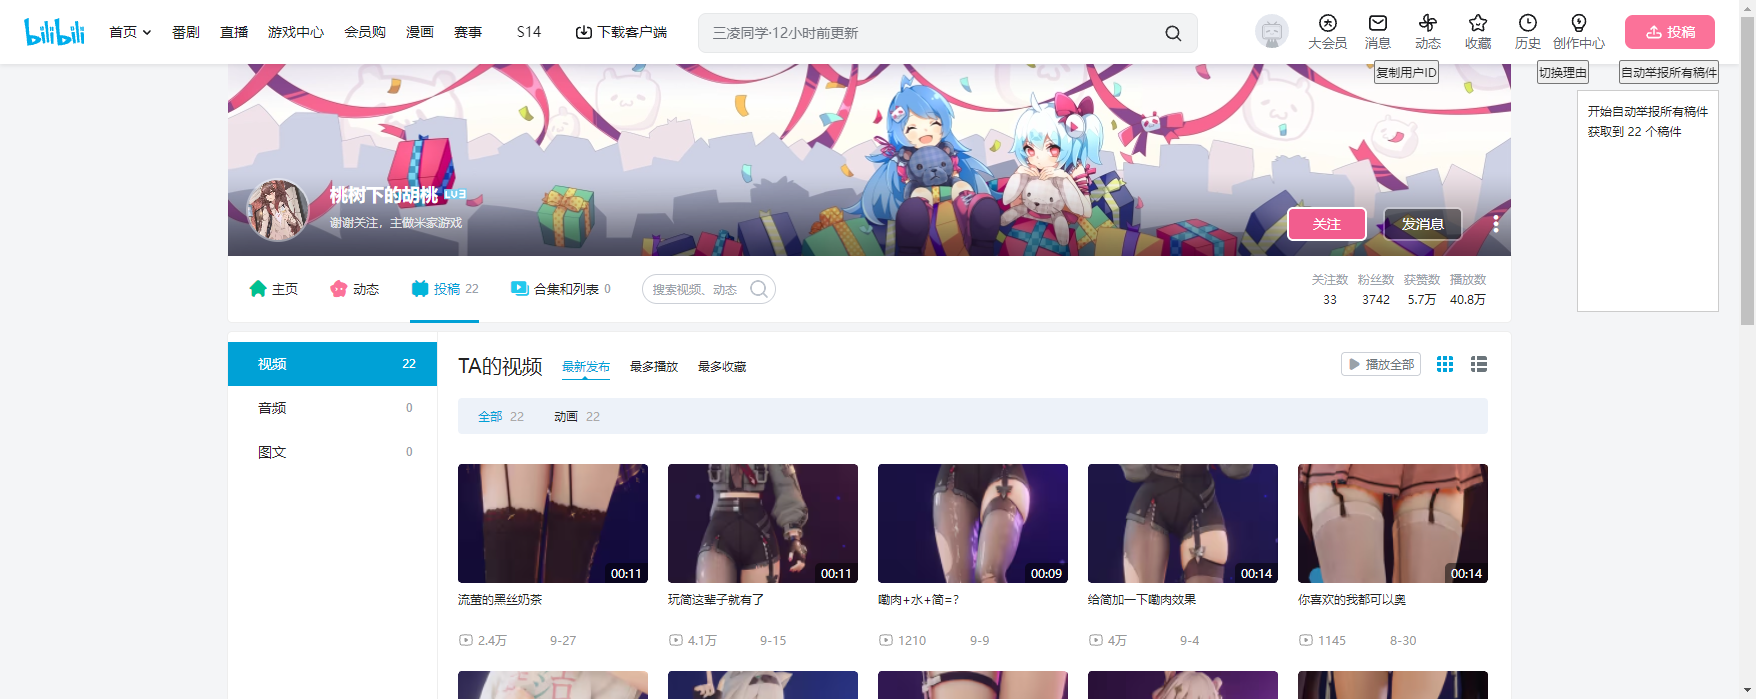 bilibili
首页 番剧 直播 游戏中心 会员购 漫画 赛事 S14 下载客户端
三凌同学·12小时前更新
大会员 消息 动态 收藏 历史 创作中心 投稿
复制用户ID 切换理由 自动举报所有稿件
开始自动举报所有稿件
获取到 22 个稿件
桃树下的胡桃 LV3
谢谢关注，主做米家游戏
关注 发消息
主页 动态 投稿 22 合集和列表 0 搜索视频、动态
关注数 粉丝数 获赞数 播放数
33 3742 5.7万 40.8万
视频 22
音频 0
图文 0
TA的视频 最新发布 最多播放 最多收藏 播放全部
全部 22 动画 22
00:11 00:11 00:09 00:14 00:14
流萤的黑丝奶茶 玩简这辈子就有了 嘞肉+水+简=? 给简加一下嘞肉效果 你喜欢的我都可以奥
2.4万 9-27 4.1万 9-15 1210 9-9 4万 9-4 1145 8-30